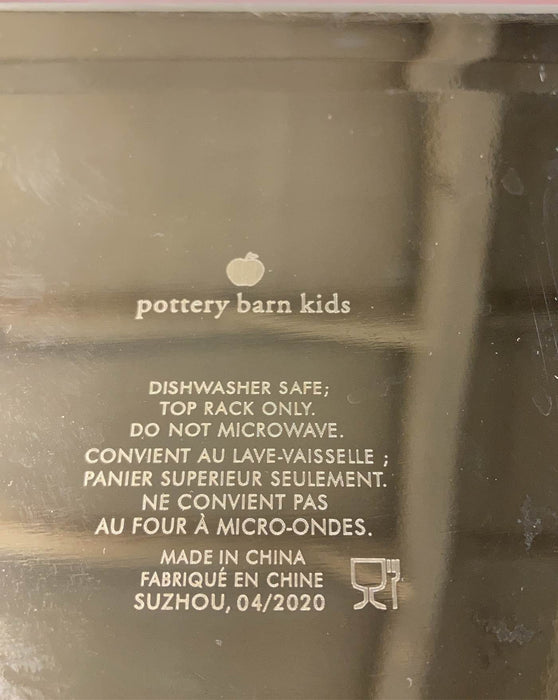 pottery barn kids
DISHWASHER SAFE;
TOP RACK ONLY.
DO NOT MICROWAVE.
CONVIENT AU LAVE-VAISSELLE ;
PANIER SUPERIEUR SEULEMENT.
NE CONVIENT PAS
AU FOUR À MICRO-ONDES.
MADE IN CHINA
FABRIQUÉ EN CHINE
SUZHOU, 04/2020